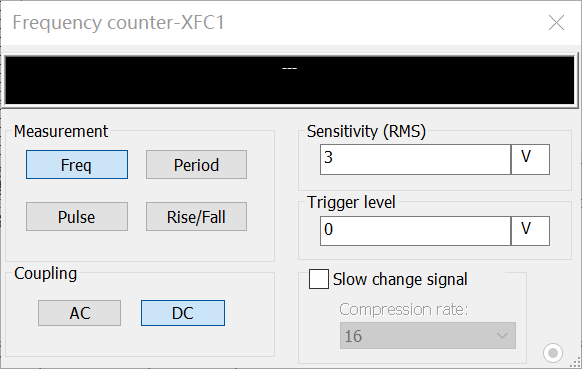 Frequency counter-XFC1
---
Measurement
Freq
Period
Pulse
Rise/Fall
Coupling
AC
DC
Sensitivity (RMS)
3
V
Trigger level
0
V
Slow change signal
Compression rate:
16